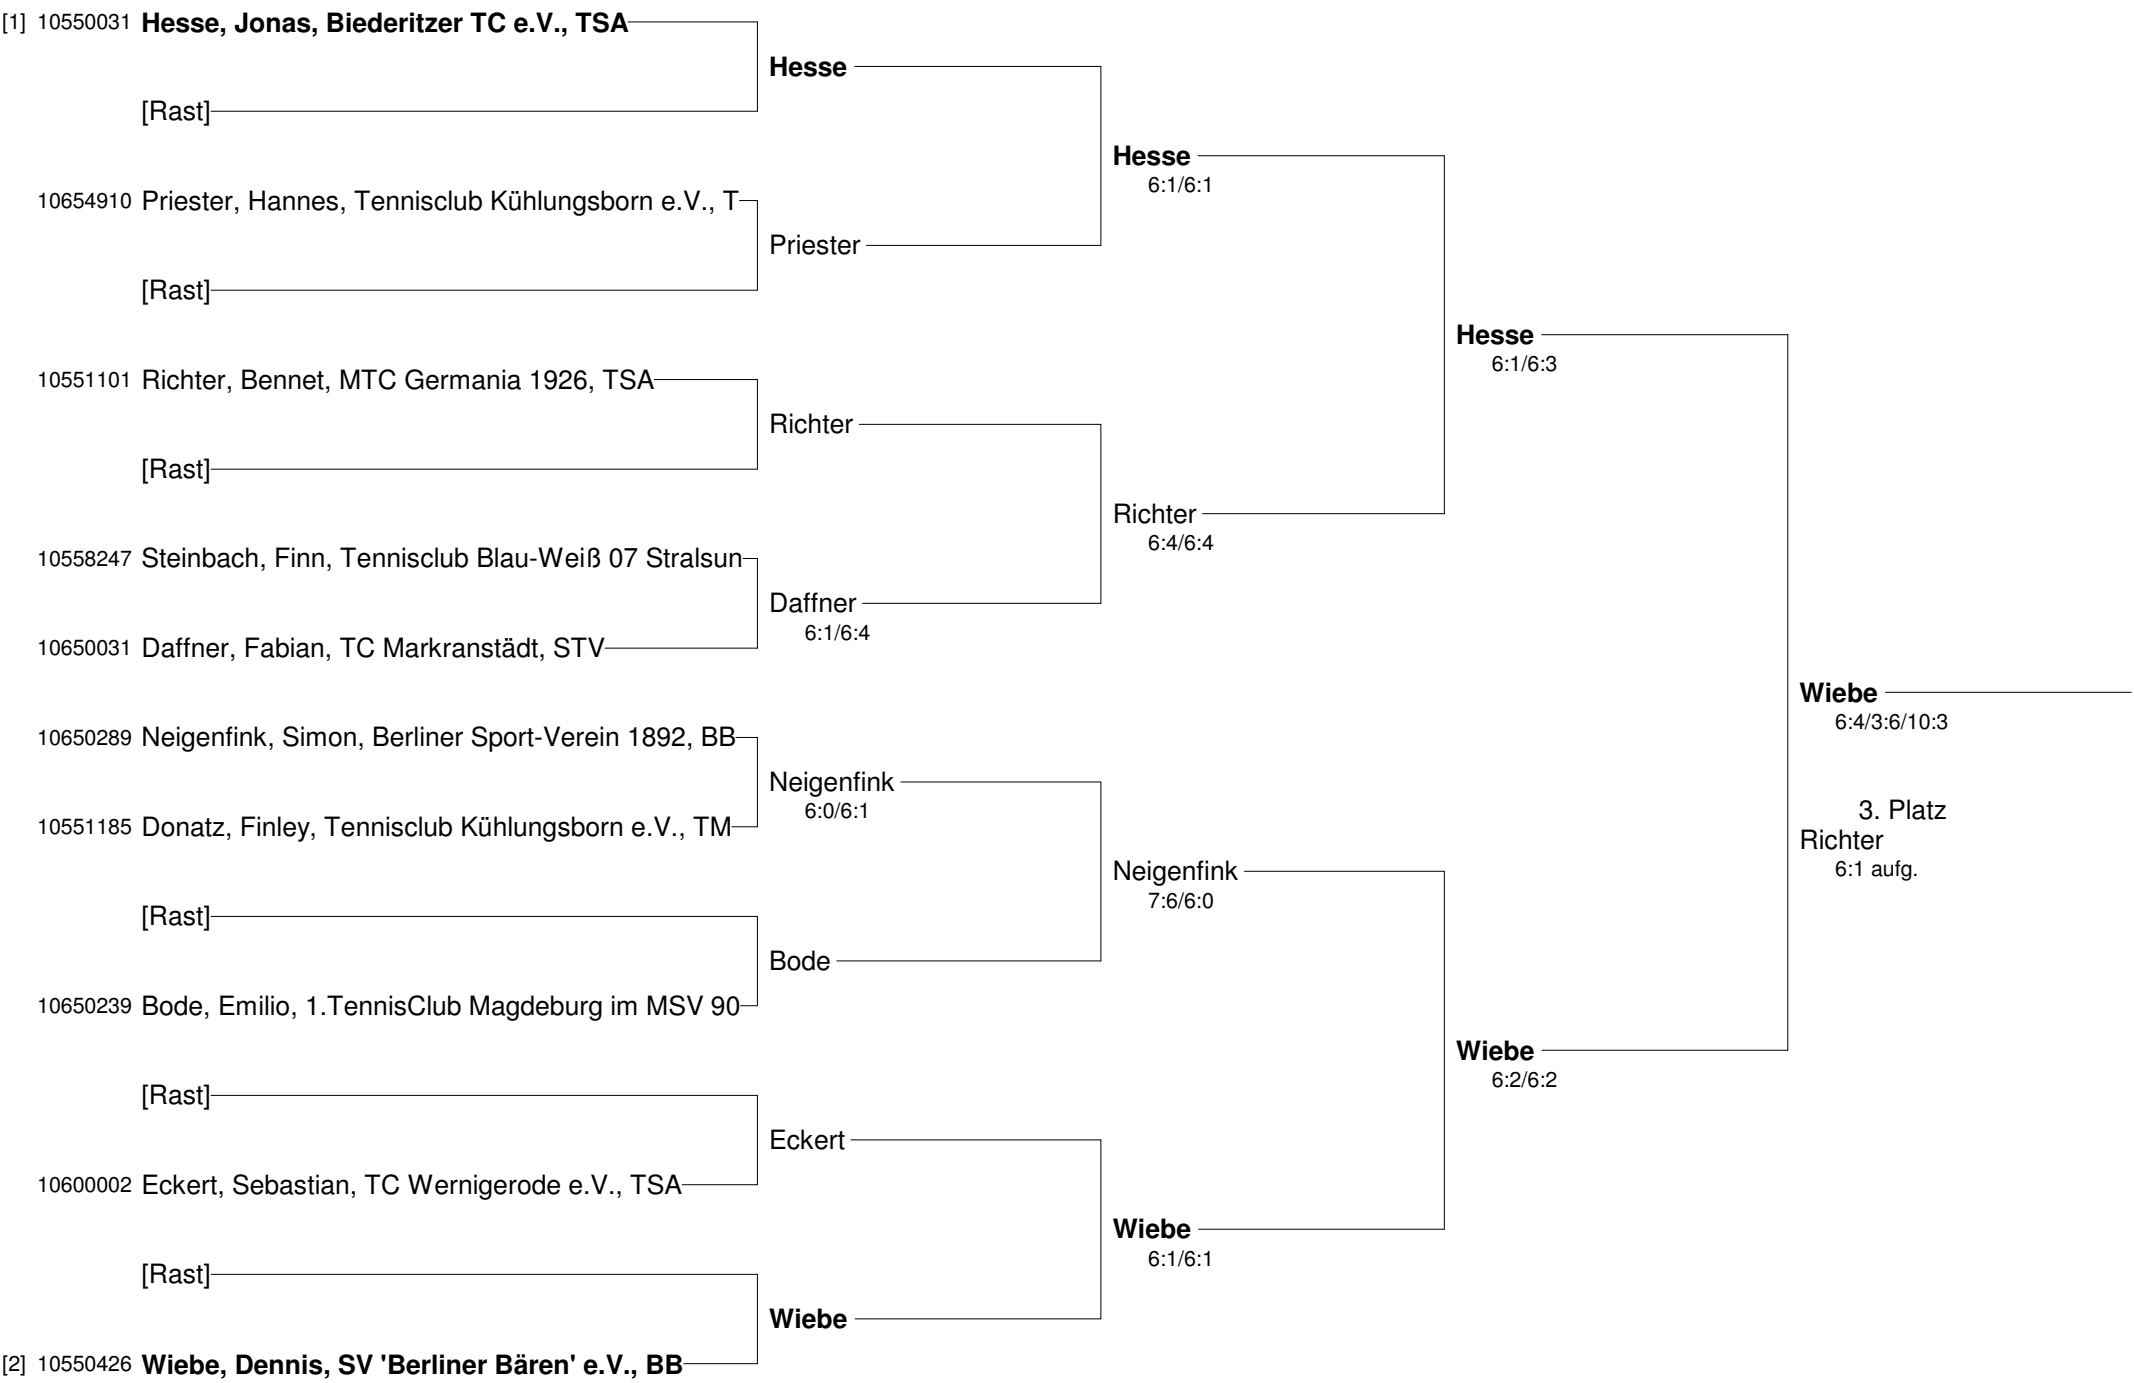 [1] 10550031 Hesse, Jonas, Biederitzer TC e.V., TSA
Hesse
[Rast]
Hesse
6:1/6:1
10654910 Priester, Hannes, Tennisclub Kühlungsborn e.V., T
Priester
[Rast]
Hesse
6:1/6:3
10551101 Richter, Bennet, MTC Germania 1926, TSA
Richter
[Rast]
Richter
6:4/6:4
10558247 Steinbach, Finn, Tennisclub Blau-Weiß 07 Stralsun
Daffner
6:1/6:4
10650031 Daffner, Fabian, TC Markranstädt, STV
Wiebe
6:4/3:6/10:3
10650289 Neigenfink, Simon, Berliner Sport-Verein 1892, BB
Neigenfink
6:0/6:1
10551185 Donatz, Finley, Tennisclub Kühlungsborn e.V., TM
3. Platz
Richter
6:1 aufg.
Neigenfink
7:6/6:0
[Rast]
Bode
10650239 Bode, Emilio, 1.TennisClub Magdeburg im MSV 90
Wiebe
6:2/6:2
[Rast]
Eckert
10600002 Eckert, Sebastian, TC Wernigerode e.V., TSA
Wiebe
6:1/6:1
[Rast]
Wiebe
[2] 10550426 Wiebe, Dennis, SV 'Berliner Bären' e.V., BB